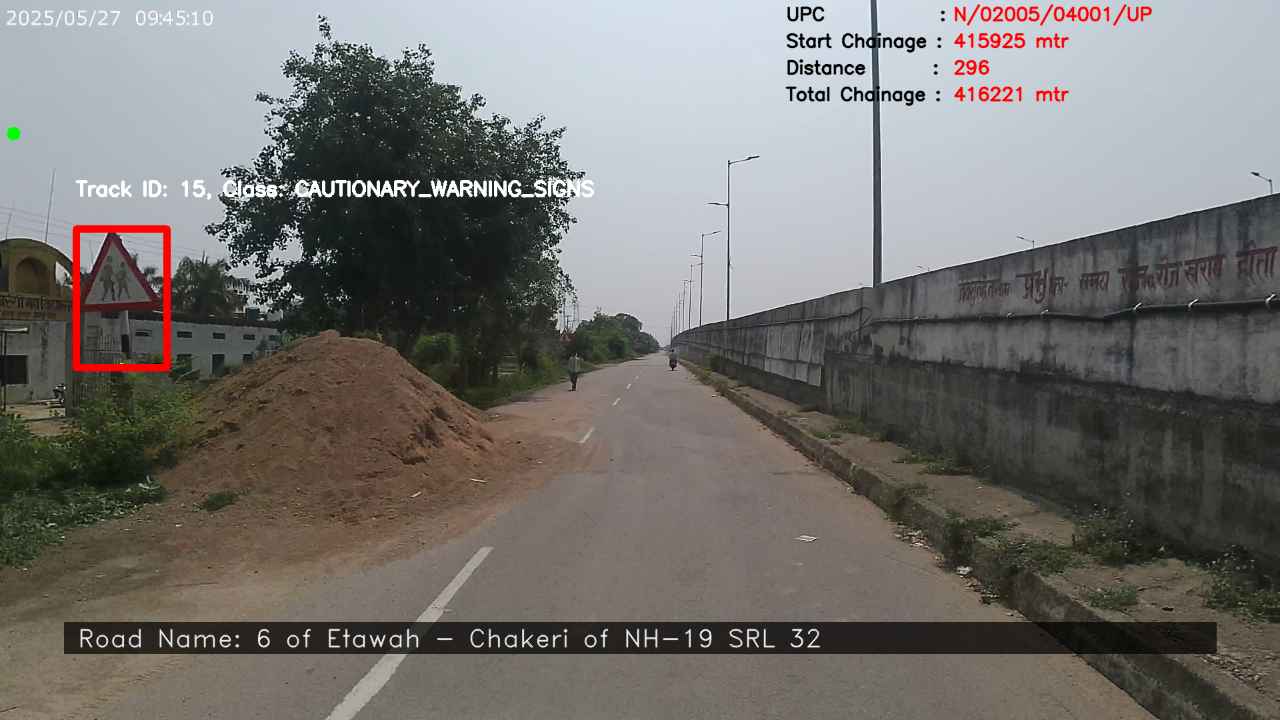 2025/05/27 09:45:10
UPC : N/02005/04001/UP
Start Chainage : 415925 mtr
Distance : 296
Total Chainage : 416221 mtr
Track ID: 15, Class: CAUTIONARY_WARNING_SIGNS
Road Name: 6 of Etawah - Chakeri of NH-19 SRL 32